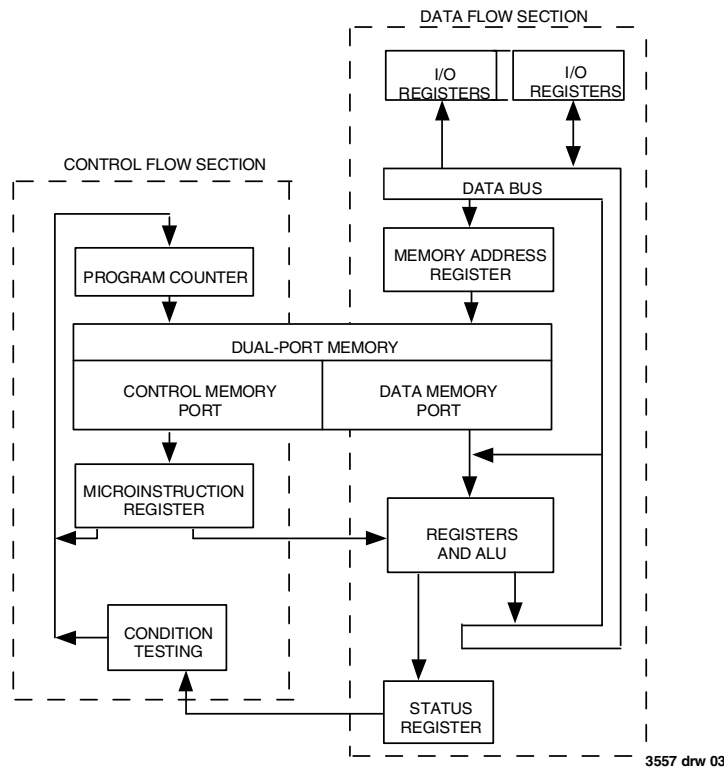 DATA FLOW SECTION
I/O
REGISTERS
I/O
REGISTERS
CONTROL FLOW SECTION
DATA BUS
PROGRAM COUNTER
MEMORY ADDRESS
REGISTER
DUAL-PORT MEMORY
CONTROL MEMORY
PORT
DATA MEMORY
PORT
MICROINSTRUCTION
REGISTER
REGISTERS
AND ALU
CONDITION
TESTING
STATUS
REGISTER
3557 drw 03